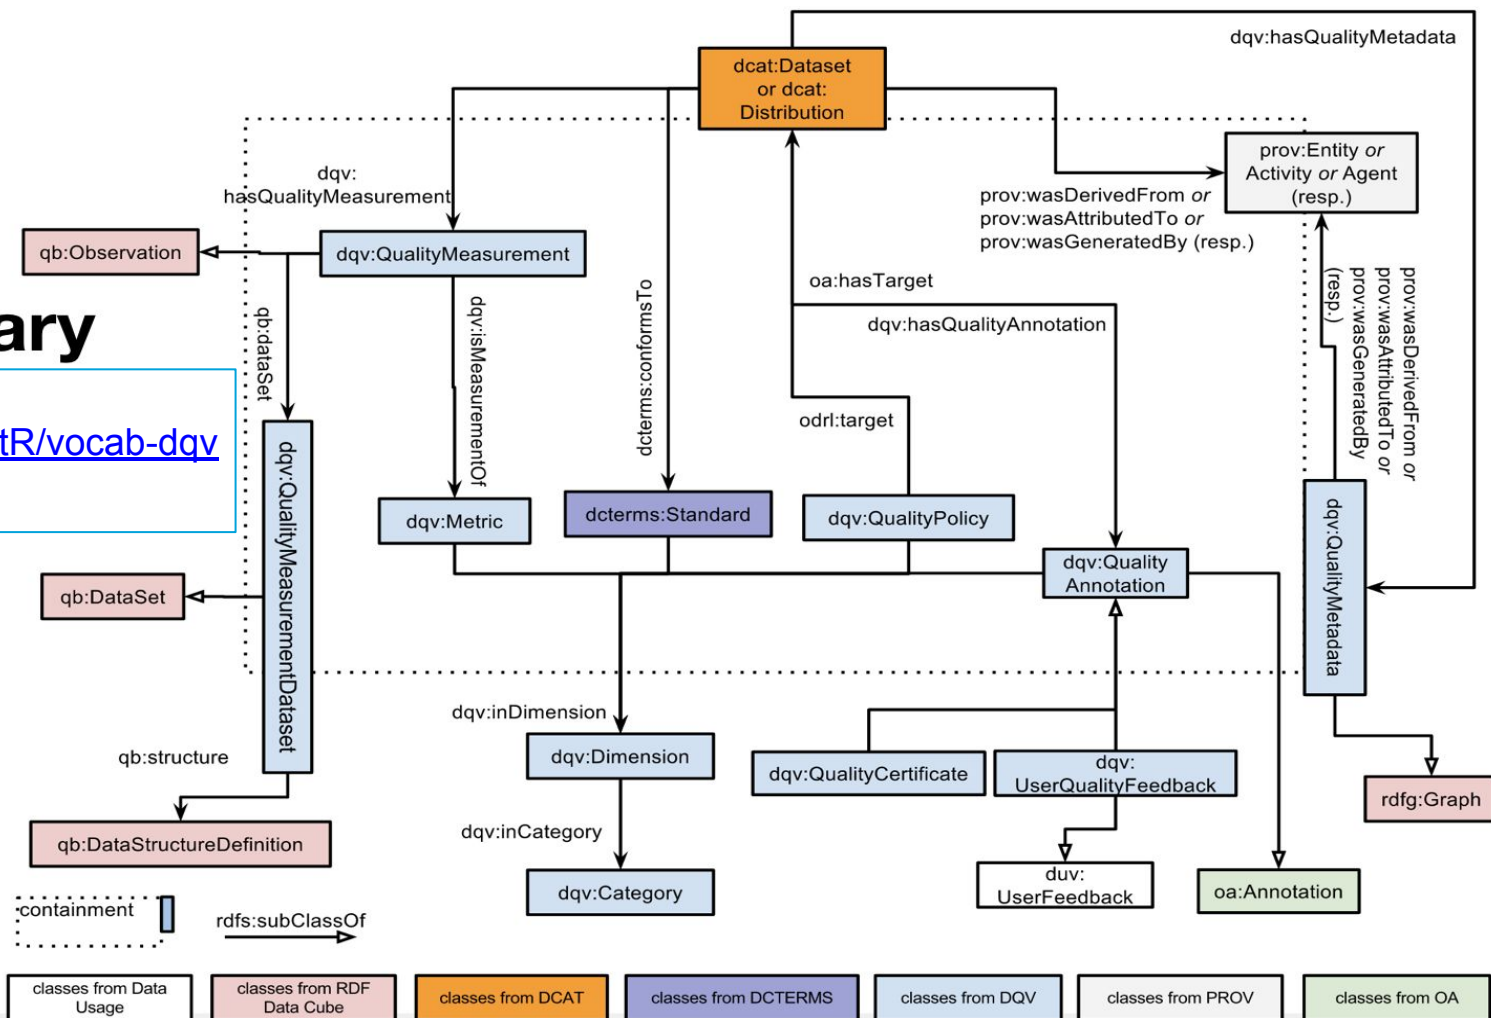 dqv:hasQualityMetadata
dcat:Dataset
or dcat:
Distribution
prov:Entity or
Activity or Agent
(resp.)
dqv:
hasQualityMeasurement
prov:wasDerivedFrom or
prov:wasAttributedTo or
prov:wasGeneratedBy (resp.)
qb:Observation
dqv:QualityMeasurement
oa:hasTarget
dqv:hasQualityAnnotation
prov:wasDerivedFrom or
prov:wasAttributedTo or
prov:wasGeneratedBy
(resp.)
ary
qb:dataSet
dqv:isMeasurementOf
dcterms:conformsTo
tR/vocab-dqv
odrl:target
dqv:QualityMeasurementDataset
dqv:Metric
dcterms:Standard
dqv:QualityPolicy
dqv:Quality
Annotation
dqv:QualityMetadata
qb:DataSet
dqv:inDimension
qb:structure
dqv:Dimension
dqv:QualityCertificate
dqv:
UserQualityFeedback
rdfg:Graph
qb:DataStructureDefinition
dqv:inCategory
dqv:Category
duv:
UserFeedback
oa:Annotation
containment
rdfs:subClassOf
classes from Data
Usage
classes from RDF
Data Cube
classes from DCAT
classes from DCTERMS
classes from DQV
classes from PROV
classes from OA